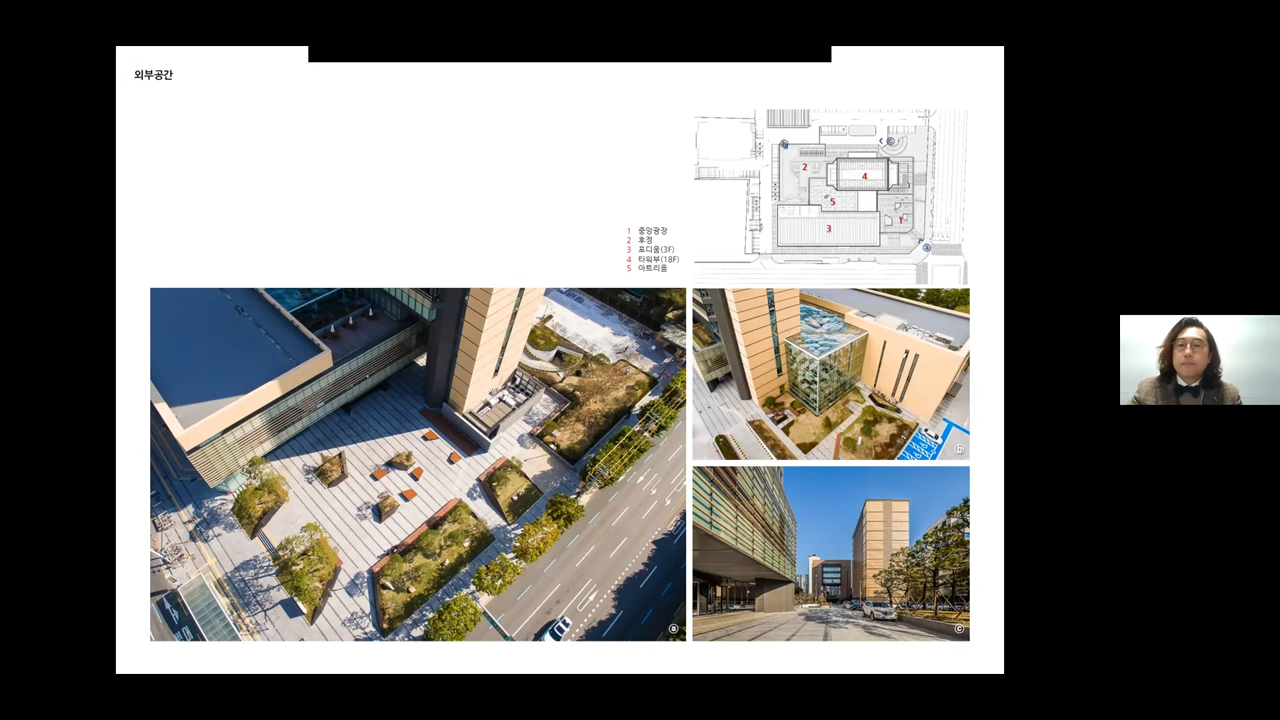 외부공간
1 중앙광장
2 후정
3 포디움(3F)
4 타워부(18F)
5 아트리움
2
4
5
3
1
ⓒ
ⓐ
ⓑ
ⓐ
ⓒ